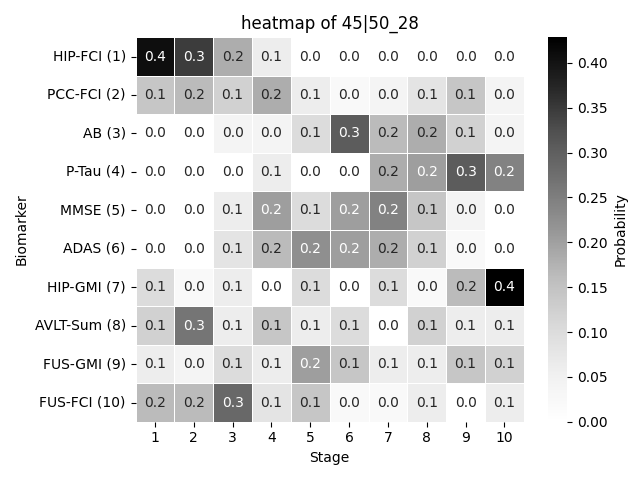 heatmap of 45|50_28
HIP-FCI (1) 0.4 0.3 0.2 0.1 0.0 0.0 0.0 0.0 0.0 0.0
PCC-FCI (2) 0.1 0.2 0.1 0.2 0.1 0.0 0.0 0.1 0.1 0.0
AB (3) 0.0 0.0 0.0 0.0 0.1 0.3 0.2 0.2 0.1 0.0
P-Tau (4) 0.0 0.0 0.0 0.1 0.0 0.0 0.2 0.2 0.3 0.2
MMSE (5) 0.0 0.0 0.1 0.2 0.1 0.2 0.2 0.1 0.0 0.0
ADAS (6) 0.0 0.0 0.1 0.2 0.2 0.2 0.2 0.1 0.0 0.0
HIP-GMI (7) 0.1 0.0 0.1 0.0 0.1 0.0 0.1 0.0 0.2 0.4
AVLT-Sum (8) 0.1 0.3 0.1 0.1 0.1 0.1 0.0 0.1 0.1 0.1
FUS-GMI (9) 0.1 0.0 0.1 0.1 0.2 0.1 0.1 0.1 0.1 0.1
FUS-FCI (10) 0.2 0.2 0.3 0.1 0.1 0.0 0.0 0.1 0.0 0.1
1 2 3 4 5 6 7 8 9 10
Stage
Biomarker
0.40
0.35
0.30
0.25
0.20
0.15
0.10
0.05
0.00
Probability